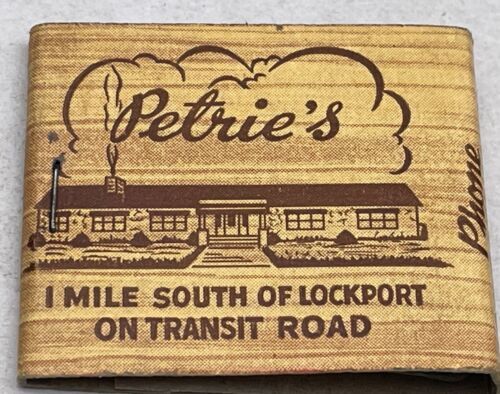 Petrie's
1 MILE SOUTH OF LOCKPORT
ON TRANSIT ROAD
Phone